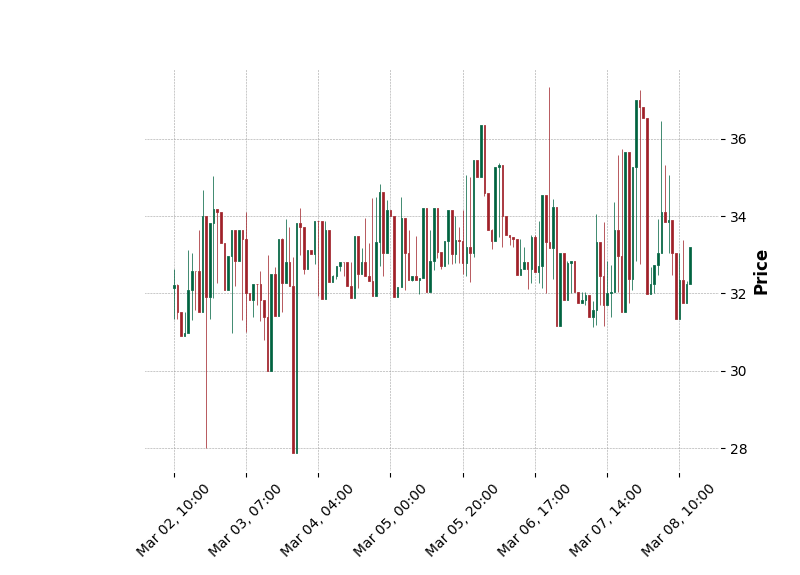 36
34
32
30
28
Price
Mar 02, 10:00
Mar 03, 07:00
Mar 04, 04:00
Mar 05, 00:00
Mar 05, 20:00
Mar 06, 17:00
Mar 07, 14:00
Mar 08, 10:00